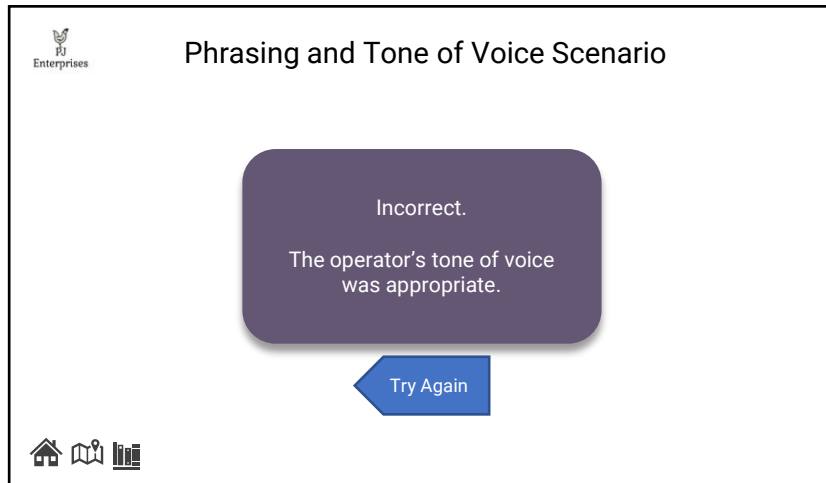 PJ
Enterprises
Phrasing and Tone of Voice Scenario
Incorrect.
The operator’s tone of voice
was appropriate.
Try Again